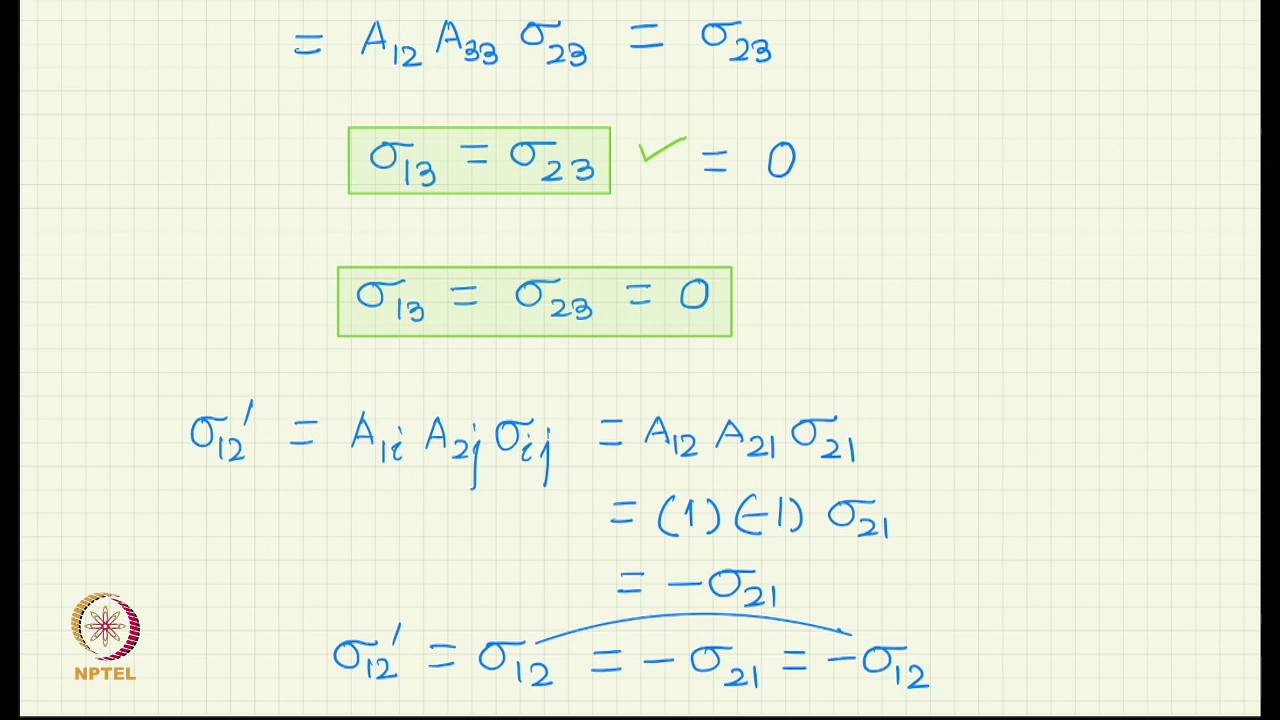 = A₁₂ A₃₃ σ₂₃ = σ₂₃
σ₁₃ = σ₂₃ ✓ = 0
σ₁₃ = σ₂₃ = 0
σ₁₂′ = A₁ᵢ A₂ⱼ σᵢⱼ = A₁₂ A₂₁ σ₂₁
= (1) (-1) σ₂₁
= -σ₂₁
σ₁₂′ = σ₁₂ = -σ₂₁ = -σ₁₂
NPTEL